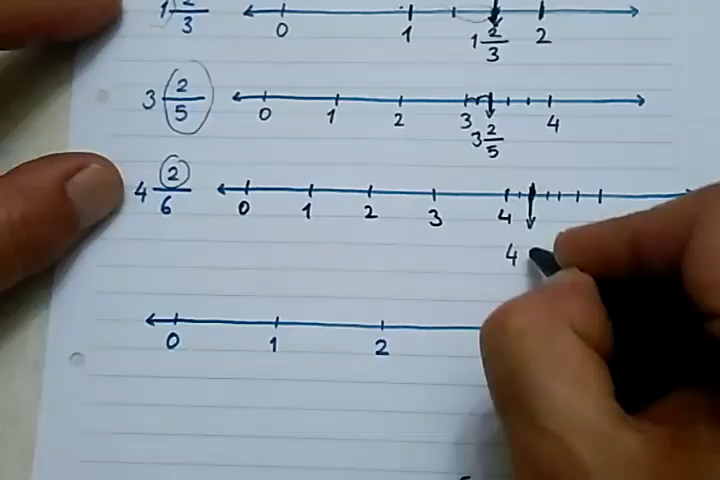 1 2/3 0 1 1 2/3 2
3 2/5 0 1 2 3 3 2/5 4
4 2/6 0 1 2 3 4
4
0 1 2